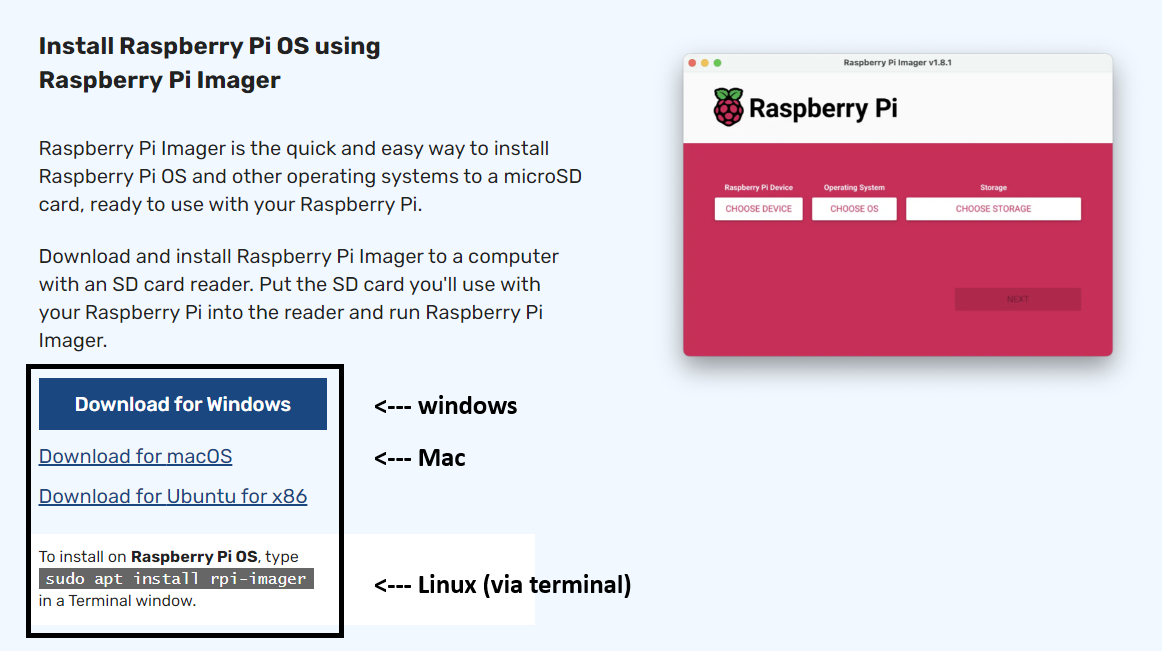 Install Raspberry Pi OS using
Raspberry Pi Imager
Raspberry Pi Imager is the quick and easy way to install
Raspberry Pi OS and other operating systems to a microSD
card, ready to use with your Raspberry Pi.
Download and install Raspberry Pi Imager to a computer
with an SD card reader. Put the SD card you'll use with
your Raspberry Pi into the reader and run Raspberry Pi
Imager.
Download for Windows
<--- windows
Download for macOS
<--- Mac
Download for Ubuntu for x86
To install on Raspberry Pi OS, type
sudo apt install rpi-imager
<--- Linux (via terminal)
in a Terminal window.
Raspberry Pi Imager v1.8.1
Raspberry Pi
Raspberry Pi Device
Operating System
Storage
CHOOSE DEVICE
CHOOSE OS
CHOOSE STORAGE
NEXT